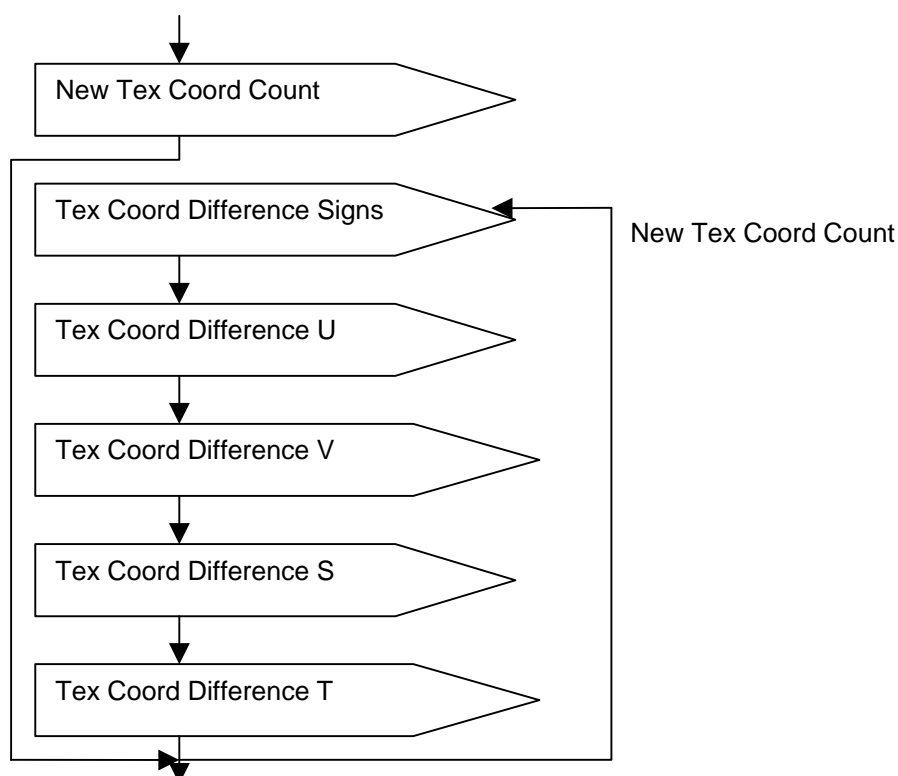 New Tex Coord Count
Tex Coord Difference Signs
New Tex Coord Count
Tex Coord Difference U
Tex Coord Difference V
Tex Coord Difference S
Tex Coord Difference T